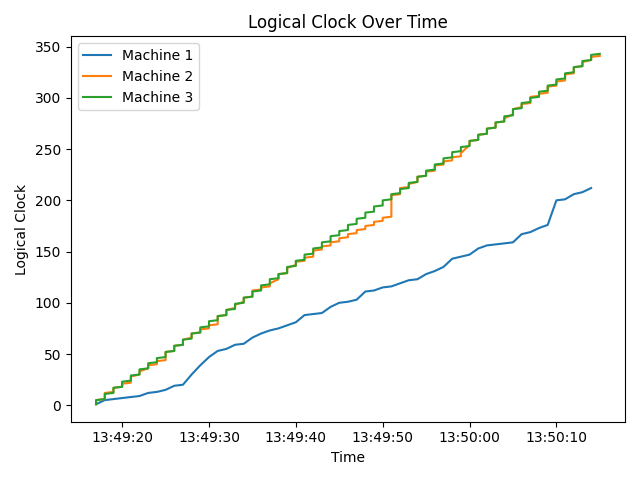 Logical Clock Over Time
Machine 1
Machine 2
Machine 3
Logical Clock
350
300
250
200
150
100
50
0
13:49:20 13:49:30 13:49:40 13:49:50 13:50:00 13:50:10
Time